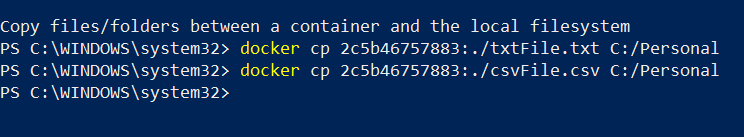 Copy files/folders between a container and the local filesystem
PS C:\WINDOWS\system32> docker cp 2c5b46757883:./txtFile.txt C:/Personal
PS C:\WINDOWS\system32> docker cp 2c5b46757883:./csvFile.csv C:/Personal
PS C:\WINDOWS\system32>